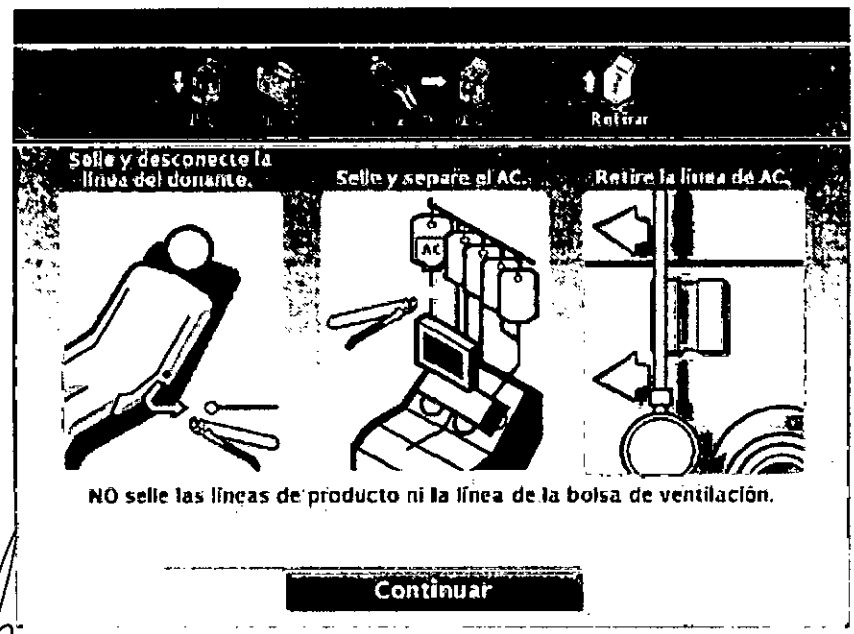 Retirar
Selle y desconecte la
línea del donante.
Selle y separe el AC.
Retire la línea de AC.
AC
NO selle las líneas de producto ni la línea de la bolsa de ventilación.
Continuar